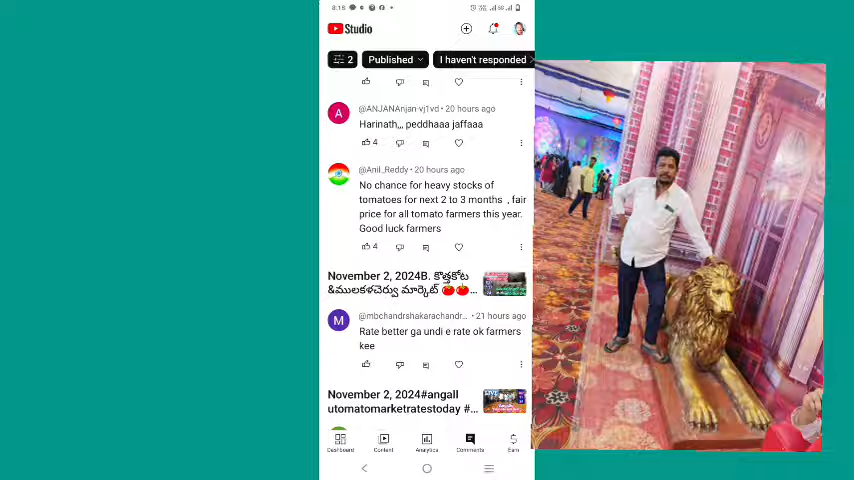 8:18
Studio
2
Published
I haven't responded
@ANJANAnjan-vj1vd • 20 hours ago
Harinath,,, peddhaaa jaffaaa
4
@Anil_Reddy • 20 hours ago
No chance for heavy stocks of
tomatoes for next 2 to 3 months , fair
price for all tomato farmers this year.
Good luck farmers
4
November 2, 2024B. కొత్తకోట
&ములకళచెర్వు మార్కెట్ 🍅🍅...
@mbchandrshakarachandr... • 21 hours ago
Rate better ga undi e rate ok farmers
kee
November 2, 2024#angall
utomatomarketratestoday #...
Dashboard
Content
Analytics
Comments
Earn